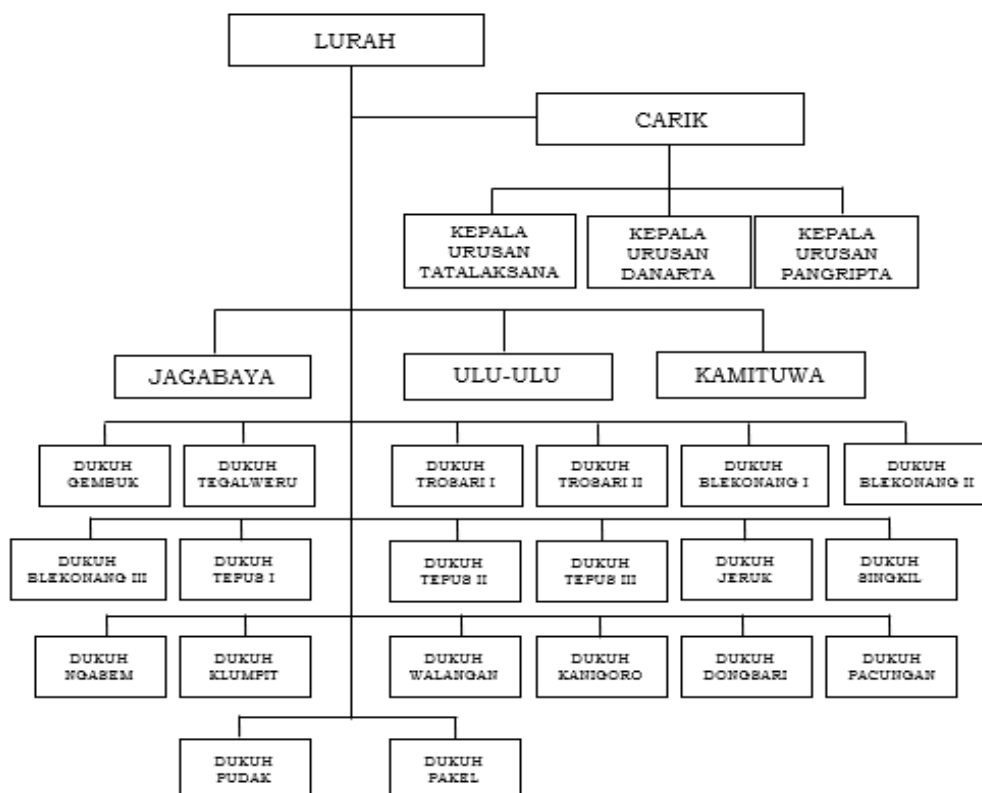 LURAH
CARIK
KEPALA
URUSAN
TATALAKSANA
KEPALA
URUSAN
DANARTA
KEPALA
URUSAN
PANGRIPTA
JAGABAYA
ULU-ULU
KAMITUWA
DUKUH
GEMBUK
DUKUH
TEGALWERU
DUKUH
TROSARI I
DUKUH
TROSARI II
DUKUH
BLEKONANG I
DUKUH
BLEKONANG II
DUKUH
BLEKONANG III
DUKUH
TEPUS I
DUKUH
TEPUS II
DUKUH
TEPUS III
DUKUH
JERUK
DUKUH
SINGKIL
DUKUH
NGASEM
DUKUH
KLUMPIT
DUKUH
WALANGAN
DUKUH
KANIGORO
DUKUH
DONGSARI
DUKUH
PACUNGAN
DUKUH
PUDAK
DUKUH
PAKEL